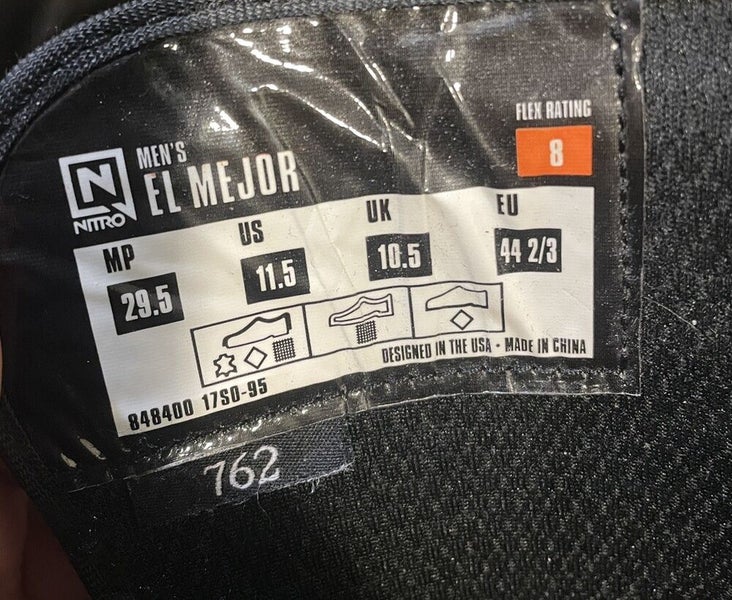 FLEX RATING
8
N
NITRO
MEN'S
EL MEJOR
MP US UK EU
29.5 11.5 10.5 44 2/3
DESIGNED IN THE USA • MADE IN CHINA
848400 17SO-95
762